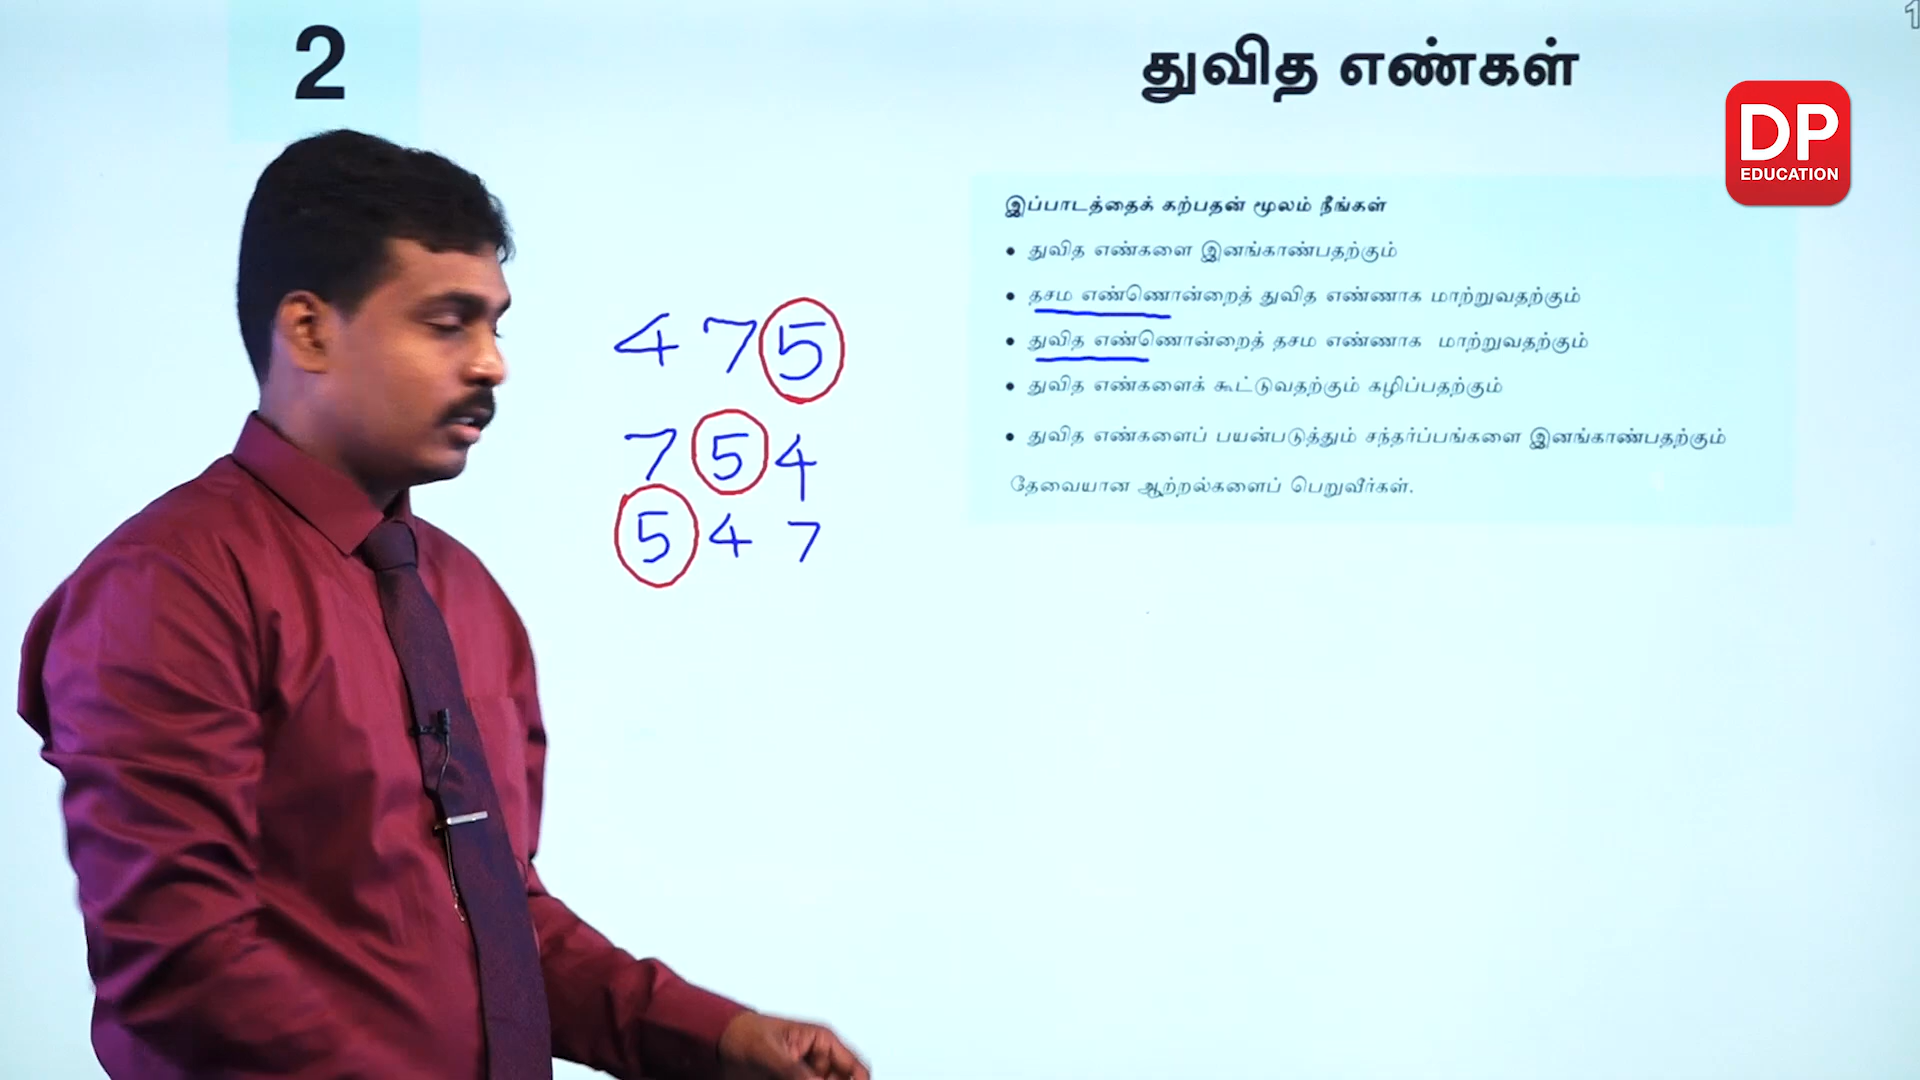 1
2
துவித எண்கள்
DP
EDUCATION
இப்பாடத்தைக் கற்பதன் மூலம் நீங்கள்
• துவித எண்களை இனங்காண்பதற்கும்
• தசம எண்ணொன்றைத் துவித எண்ணாக மாற்றுவதற்கும்
• துவித எண்ணொன்றைத் தசம எண்ணாக மாற்றுவதற்கும்
• துவித எண்களைக் கூட்டுவதற்கும் கழிப்பதற்கும்
• துவித எண்களைப் பயன்படுத்தும் சந்தர்ப்பங்களை இனங்காண்பதற்கும்
தேவையான ஆற்றல்களைப் பெறுவீர்கள்.
4 7 5
7 5 4
5 4 7